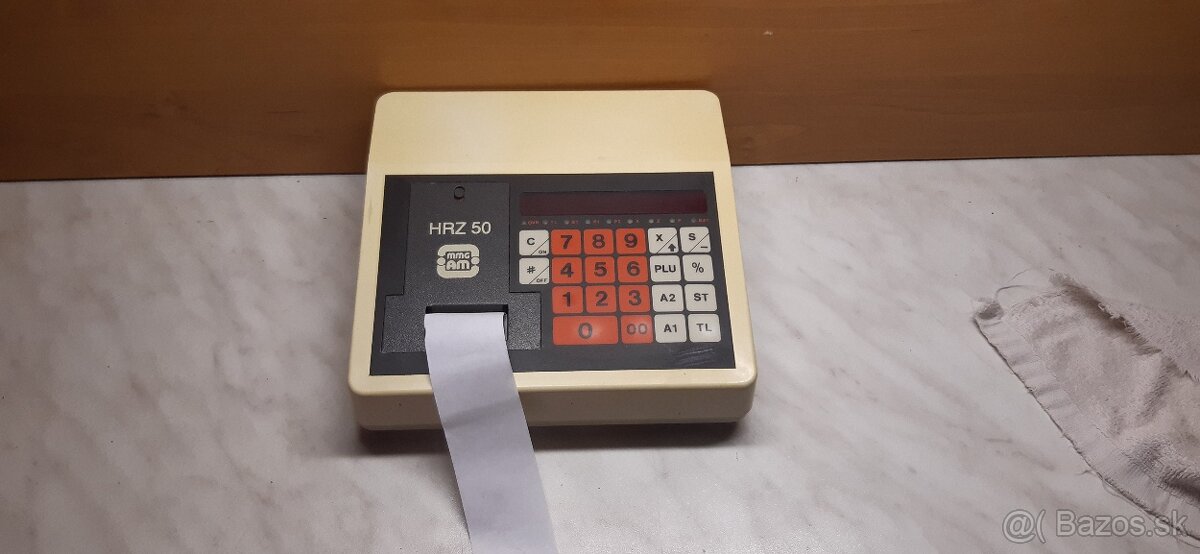 HRZ 50
MMG
AM
C ON 7 8 9 X S −
# OFF 4 5 6 PLU %
1 2 3 A2 ST
0 00 A1 TL
@( Bazos.sk